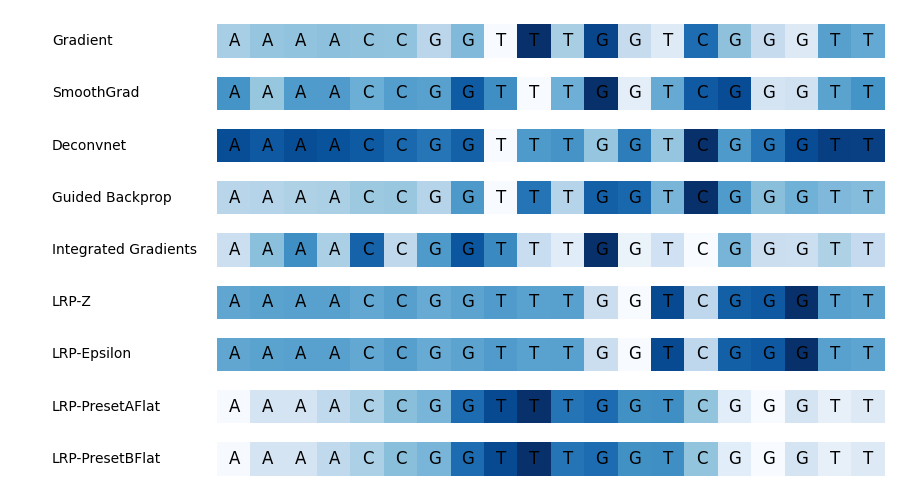 Gradient A A A A C C G G T T T G G T C G G G T T
SmoothGrad A A A A C C G G T T T G G T C G G G T T
Deconvnet A A A A C C G G T T T G G T C G G G T T
Guided Backprop A A A A C C G G T T T G G T C G G G T T
Integrated Gradients A A A A C C G G T T T G G T C G G G T T
LRP-Z A A A A C C G G T T T G G T C G G G T T
LRP-Epsilon A A A A C C G G T T T G G T C G G G T T
LRP-PresetAFlat A A A A C C G G T T T G G T C G G G T T
LRP-PresetBFlat A A A A C C G G T T T G G T C G G G T T